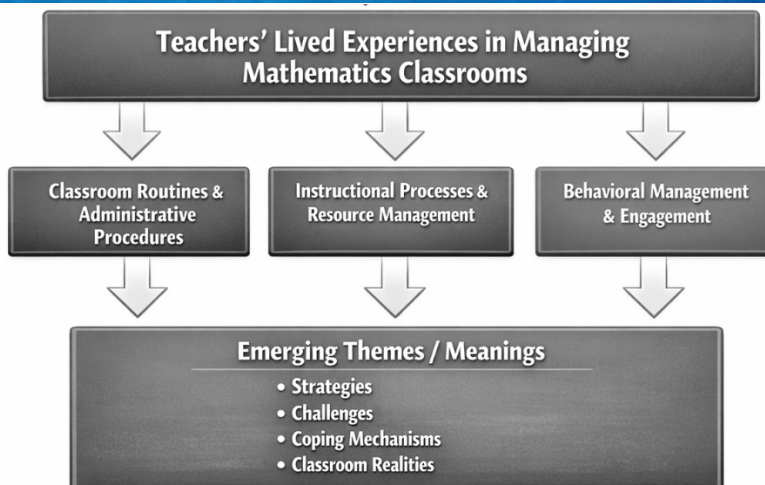 Teachers’ Lived Experiences in Managing
Mathematics Classrooms
Classroom Routines &
Administrative
Procedures
Instructional Processes &
Resource Management
Behavioral Management
& Engagement
Emerging Themes / Meanings
• Strategies
• Challenges
• Coping Mechanisms
• Classroom Realities